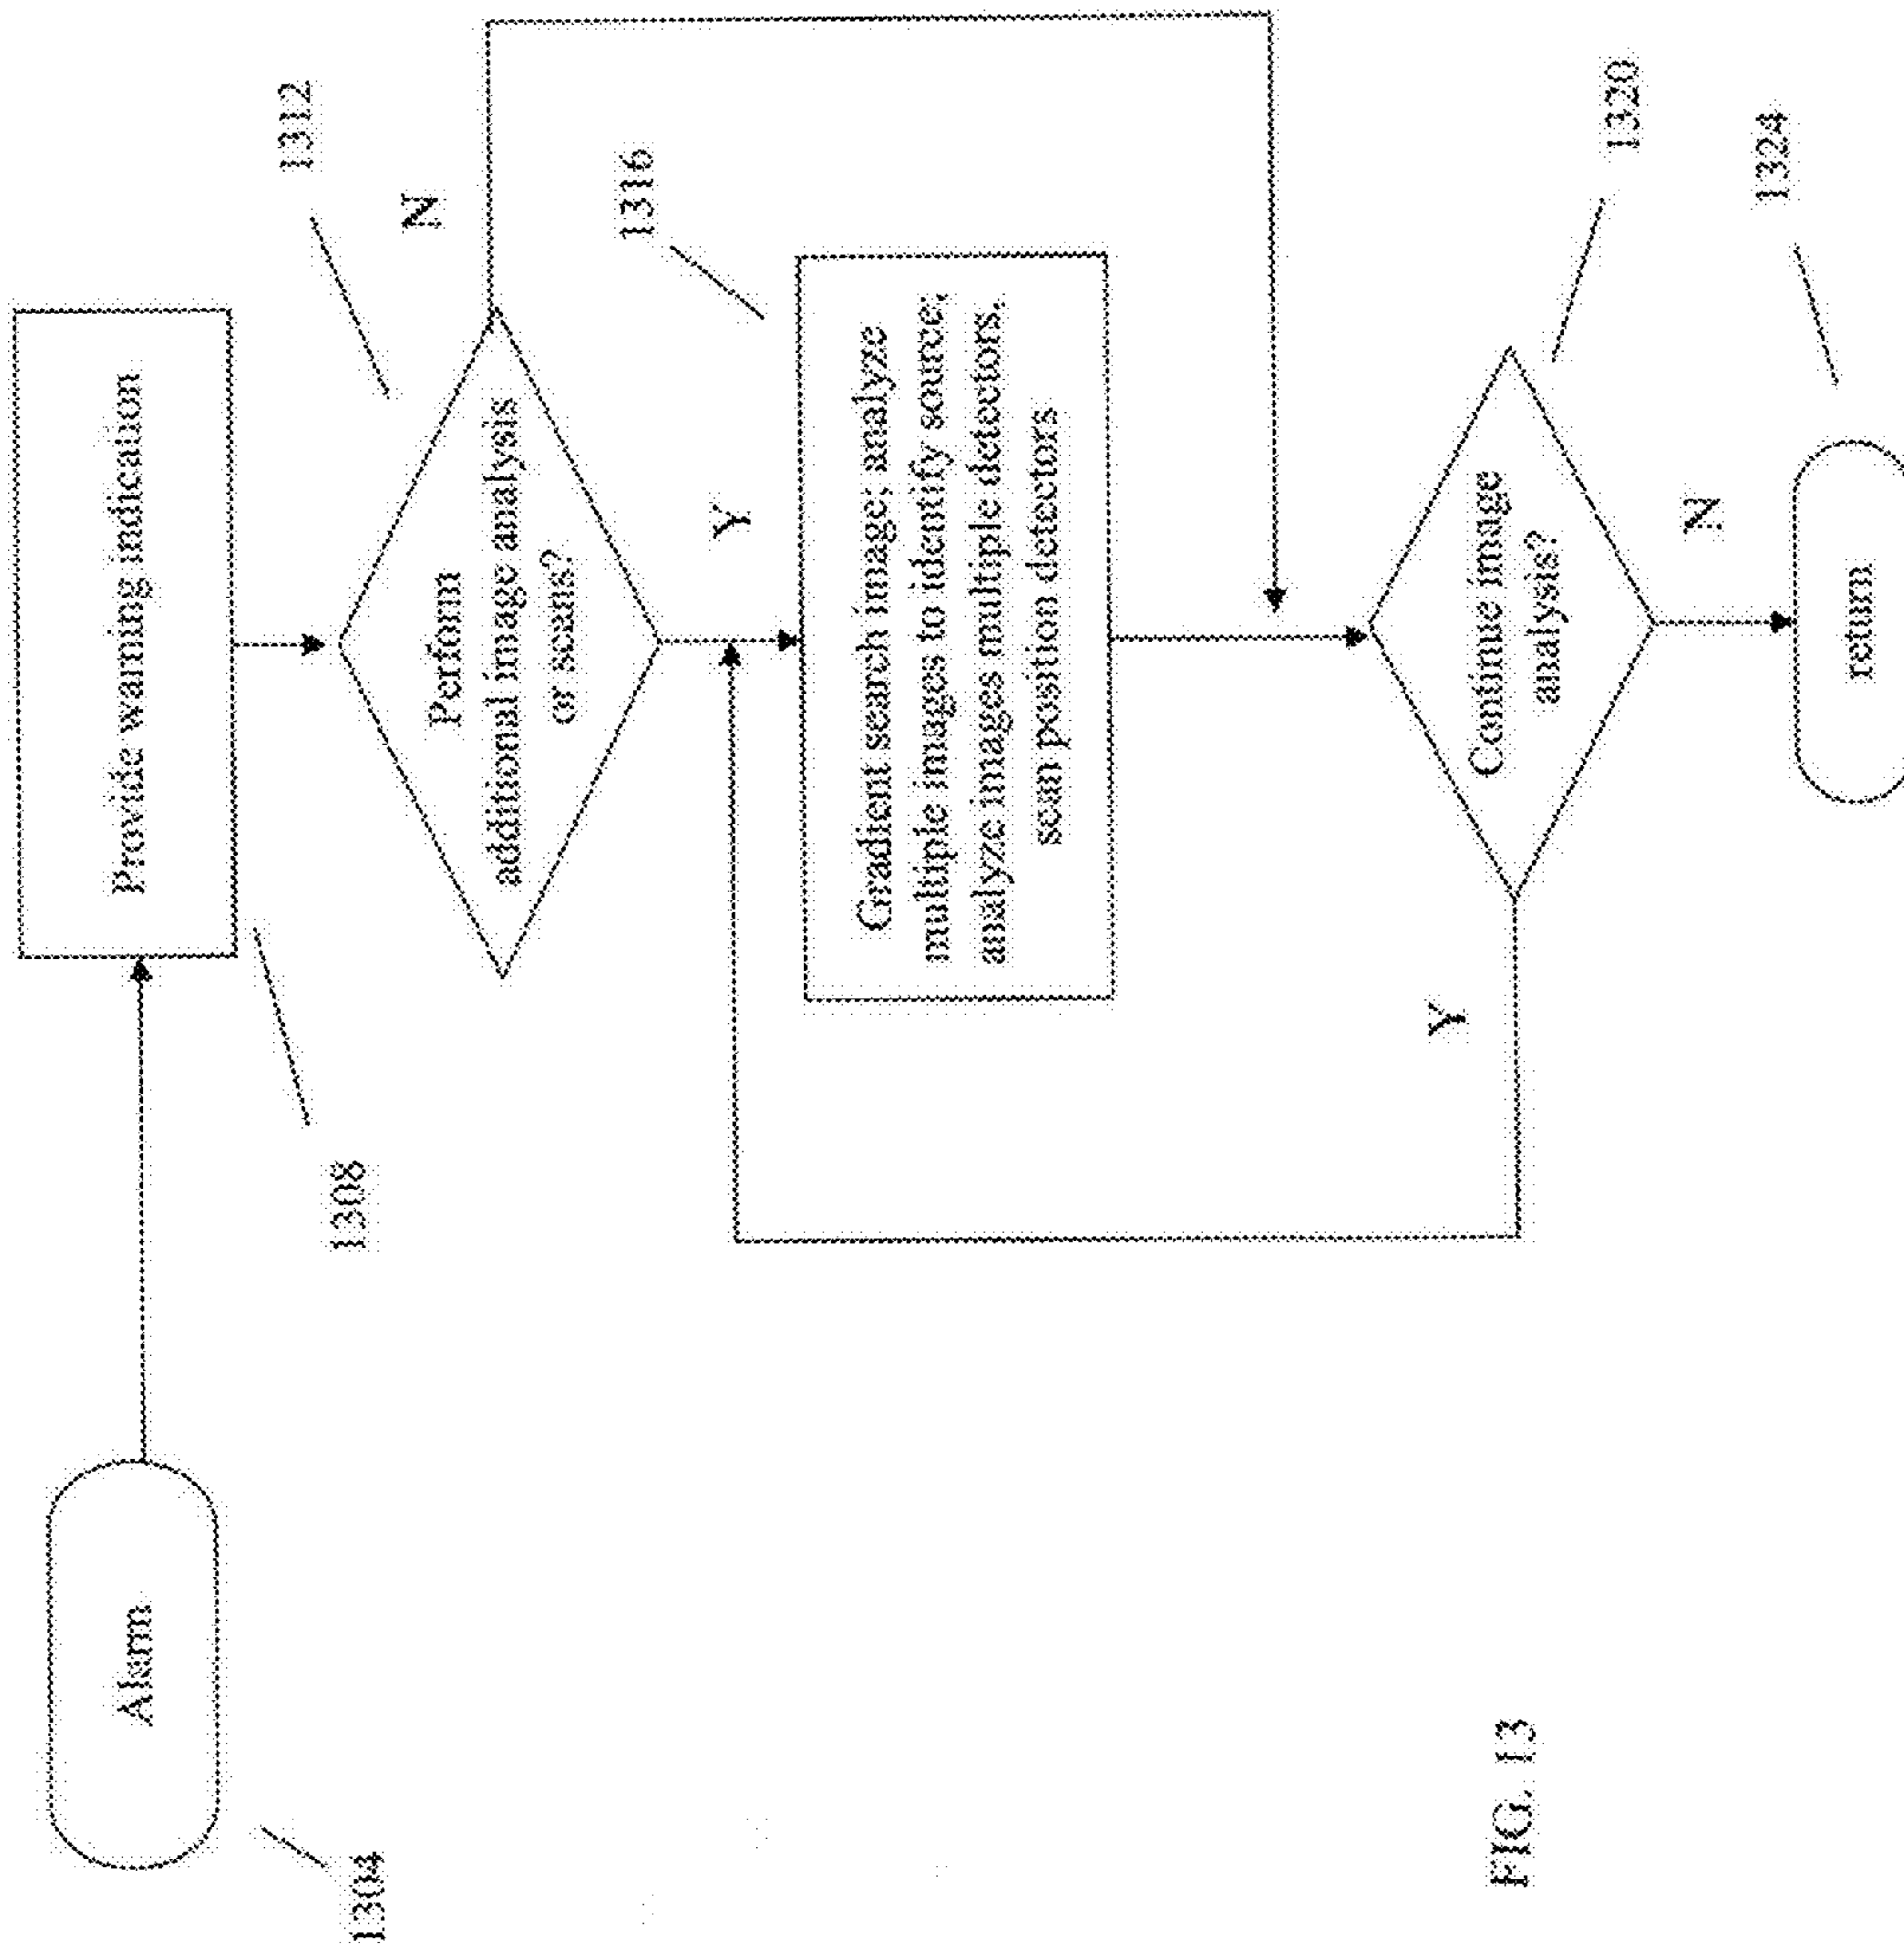 Alarm
1304
Provide warning indication
1308
Perform
additional image analysis
or scans?
1312
N
Y
Gradient search image; analyze
multiple images to identify source;
analyze images multiple detectors,
scan position detectors
1316
Continue image
analysis?
1320
Y
N
return
1324
FIG. 13